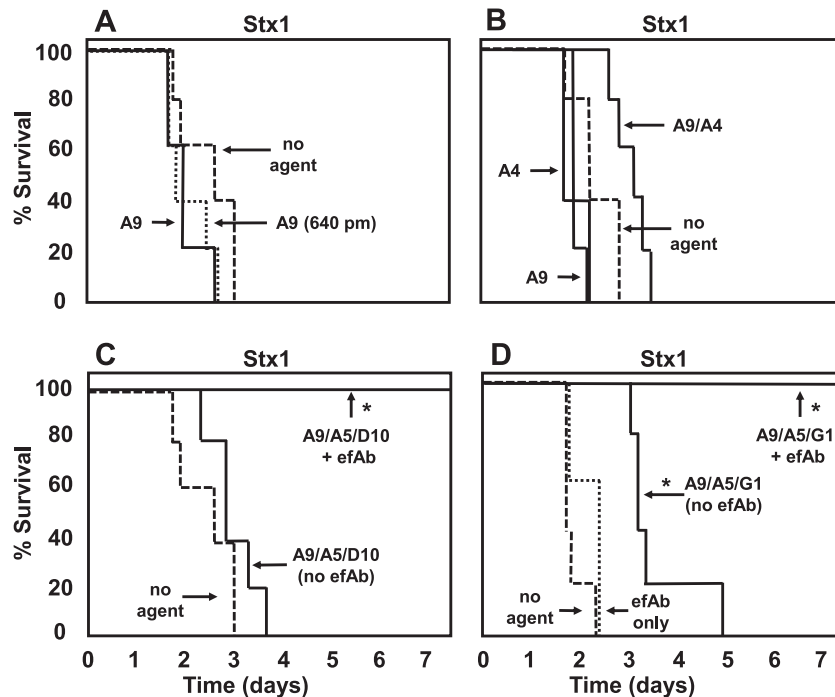 A
Stx1
% Survival
100
80
60
40
20
0
no
agent
A9
A9 (640 pm)
B
Stx1
A9/A4
A4
no
agent
A9
C
Stx1
% Survival
100
80
60
40
20
0
*
A9/A5/D10
+ efAb
A9/A5/D10
(no efAb)
no
agent
0 1 2 3 4 5 6 7
Time (days)
D
Stx1
*
A9/A5/G1
+ efAb
* A9/A5/G1
(no efAb)
no
agent
efAb
only
0 1 2 3 4 5 6 7
Time (days)